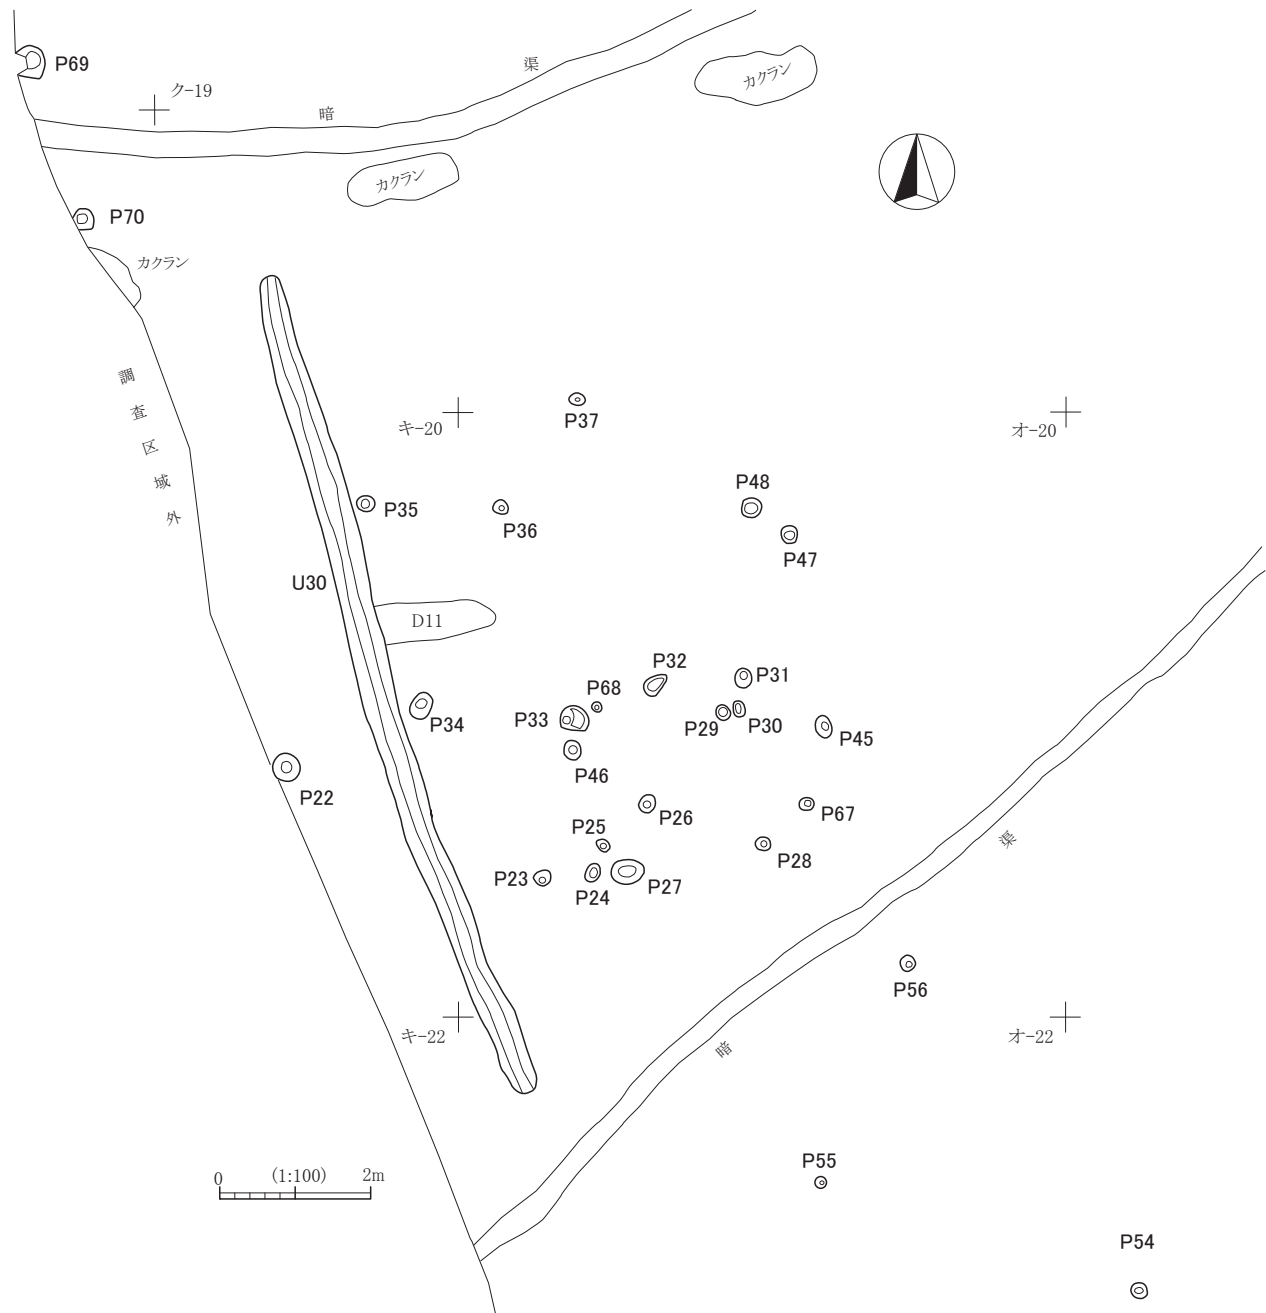 P69
ク-19
暗
渠
カクラン
カクラン
P70
カクラン
調査区域外
キ-20
P37
オ-20
P35
P36
P48
P47
U30
D11
P32
P31
P68
P33
P34
P29
P30
P45
P46
P22
P26
P67
P25
P28
P23
P24
P27
渠
P56
キ-22
暗
オ-22
P55
0 (1:100) 2m
P54